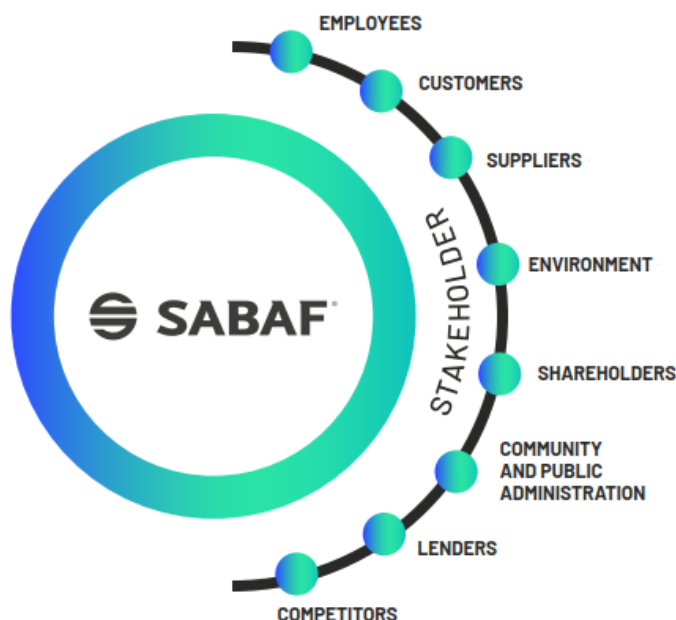 EMPLOYEES
CUSTOMERS
SUPPLIERS
STAKEHOLDER
ENVIRONMENT
SABAF
SHAREHOLDERS
COMMUNITY
AND PUBLIC
ADMINISTRATION
LENDERS
COMPETITORS